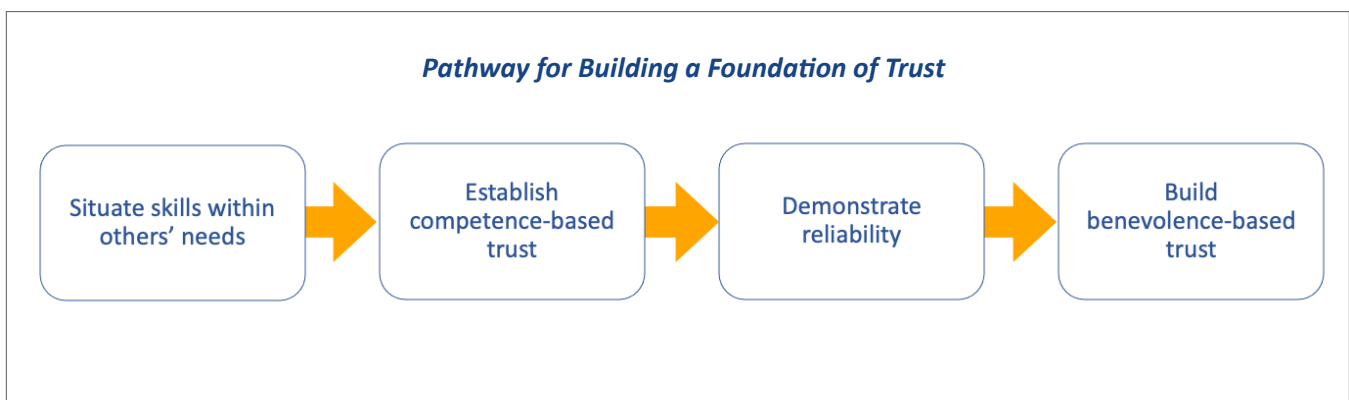 Pathway for Building a Foundation of Trust
Situate skills within
others’ needs
Establish
competence-based
trust
Demonstrate
reliability
Build
benevolence-based
trust